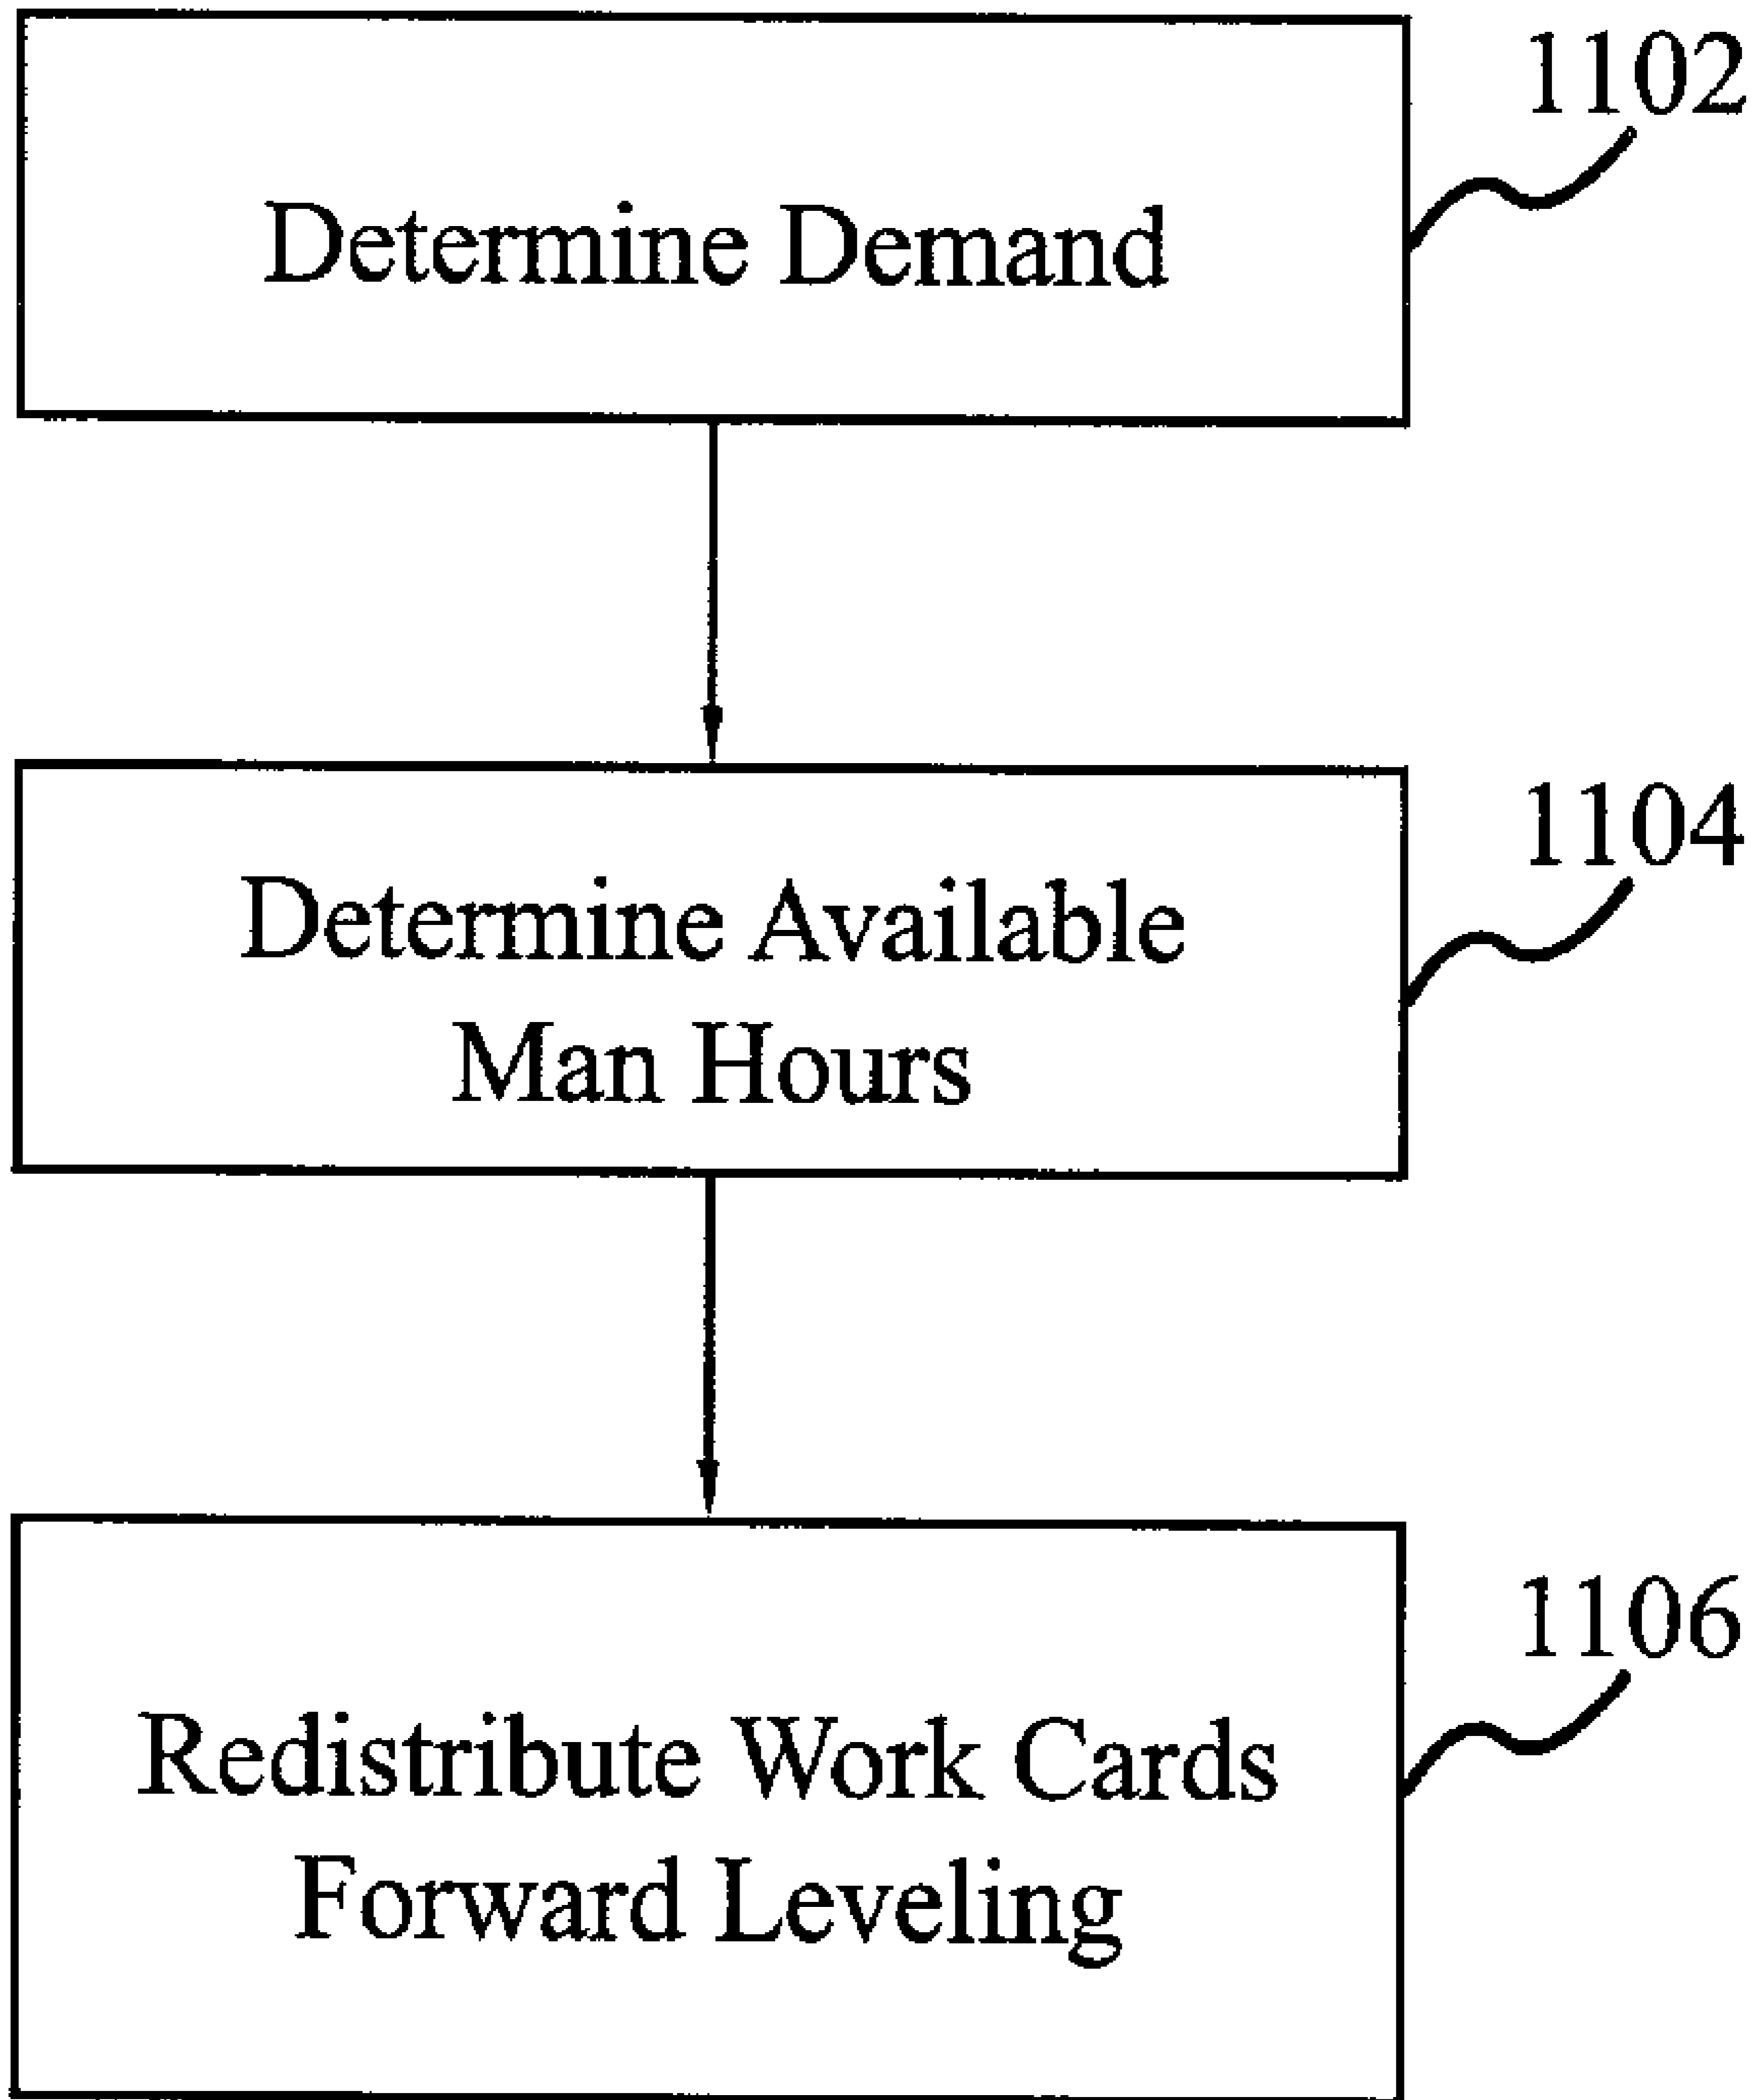 1102
Determine Demand
1104
Determine Available
Man Hours
1106
Redistribute Work Cards
Forward Leveling